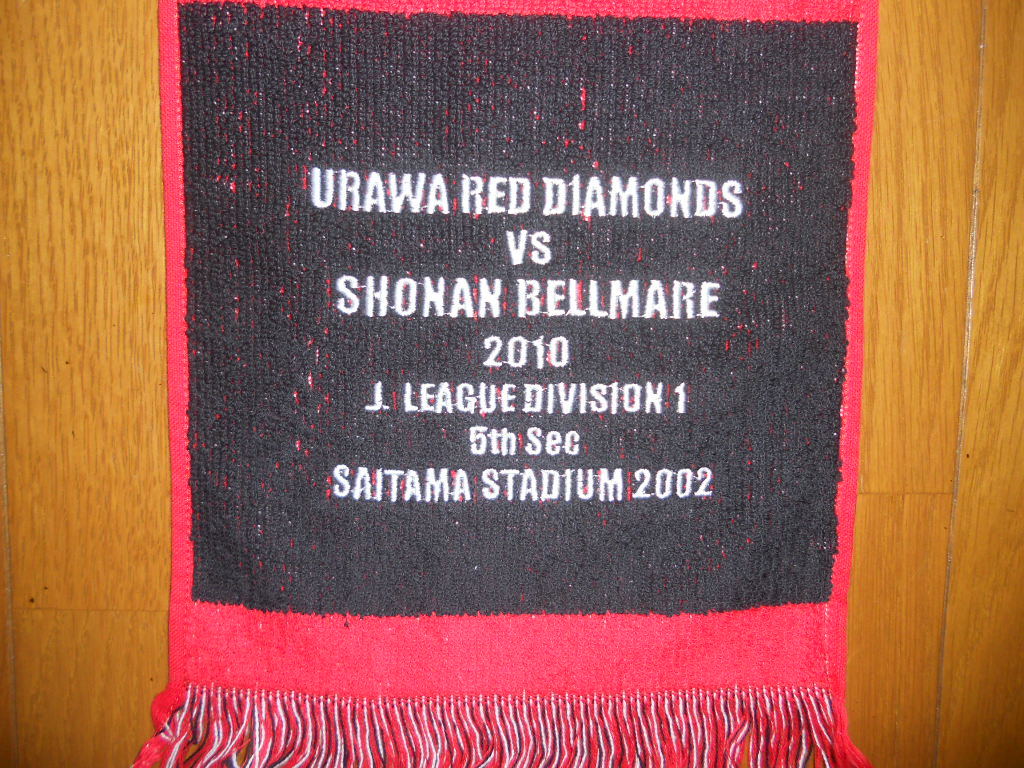 URAWA RED DIAMONDS
VS
SHONAN BELLMARE
2010
J. LEAGUE DIVISION 1
5th Sec
SAITAMA STADIUM 2002